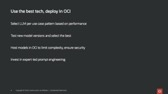 Use the best tech, deploy in OCI
Select LLM per use case pattern based on performance
Test new model versions and select the best
Host models in OCI to limit complexity, ensure security
Invest in expert-led prompt engineering